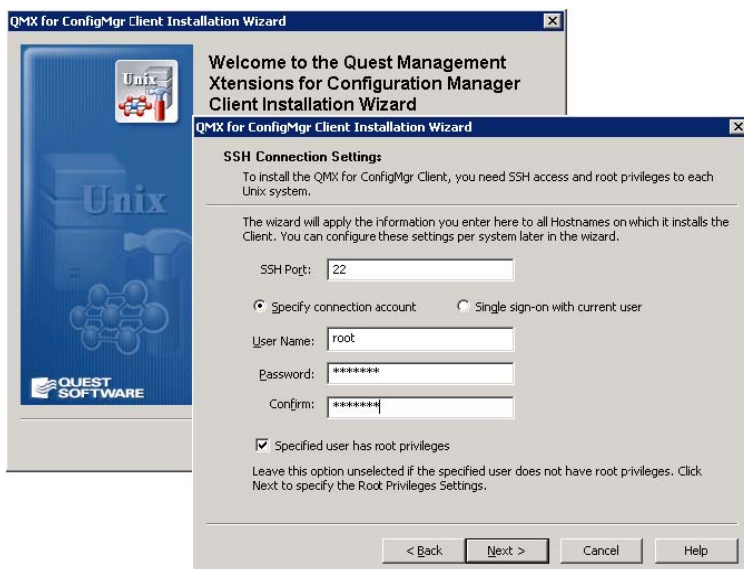 QMX for ConfigMgr Client Installation Wizard
Unix
Welcome to the Quest Management
Xtensions for Configuration Manager
Client Installation Wizard
Unix
QUEST
SOFTWARE
QMX for ConfigMgr Client Installation Wizard
SSH Connection Settings
To install the QMX for ConfigMgr Client, you need SSH access and root privileges to each
Unix system.
The wizard will apply the information you enter here to all Hostnames on which it installs the
Client. You can configure these settings per system later in the wizard.
SSH Port: 22
Specify connection account Single sign-on with current user
User Name: root
Password: *******
Confirm: *******
Specified user has root privileges
Leave this option unselected if the specified user does not have root privileges. Click
Next to specify the Root Privileges Settings.
< Back Next > Cancel Help